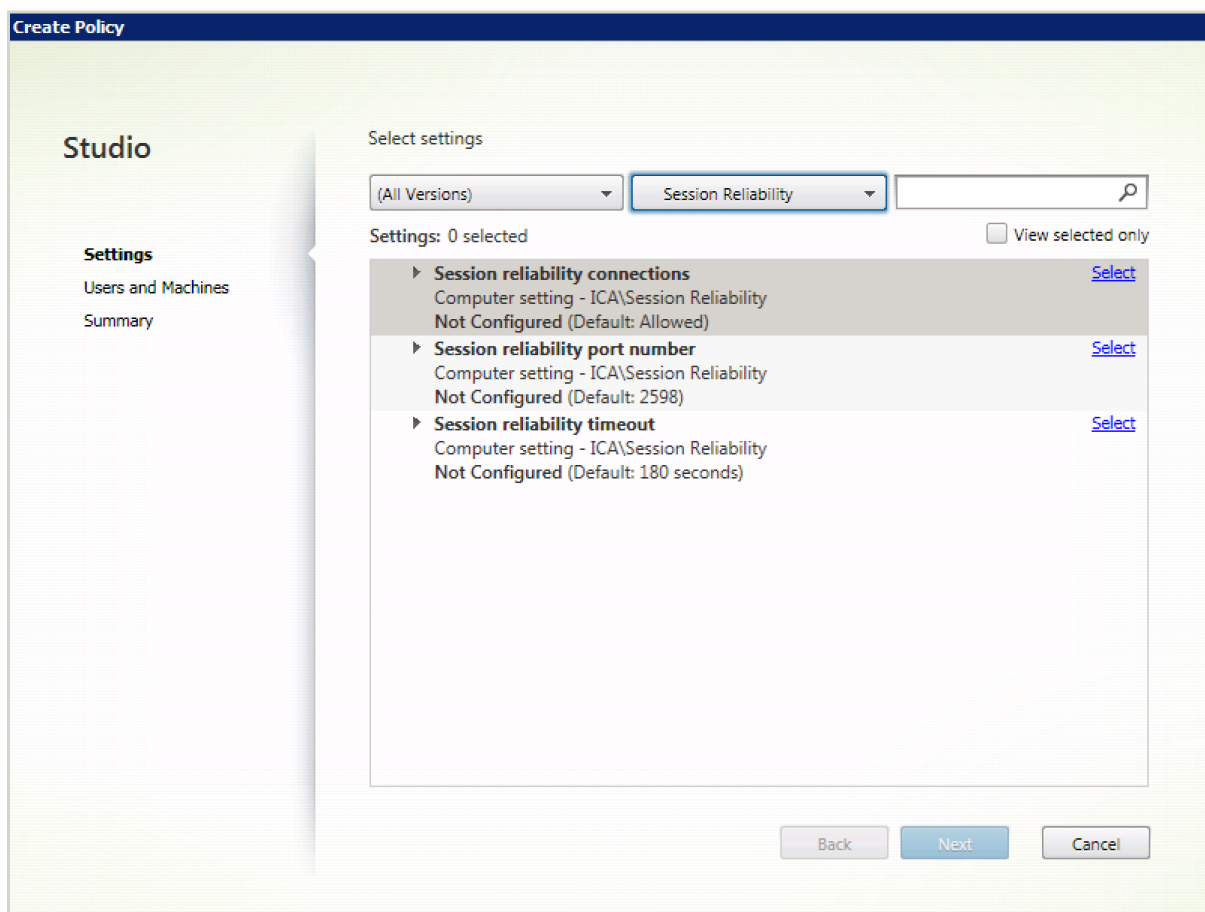 Create Policy
Studio
Settings
Users and Machines
Summary
Select settings
(All Versions)
Session Reliability
Settings: 0 selected
View selected only
Session reliability connections
Select
Computer setting - ICA\Session Reliability
Not Configured (Default: Allowed)
Session reliability port number
Select
Computer setting - ICA\Session Reliability
Not Configured (Default: 2598)
Session reliability timeout
Select
Computer setting - ICA\Session Reliability
Not Configured (Default: 180 seconds)
Back
Next
Cancel